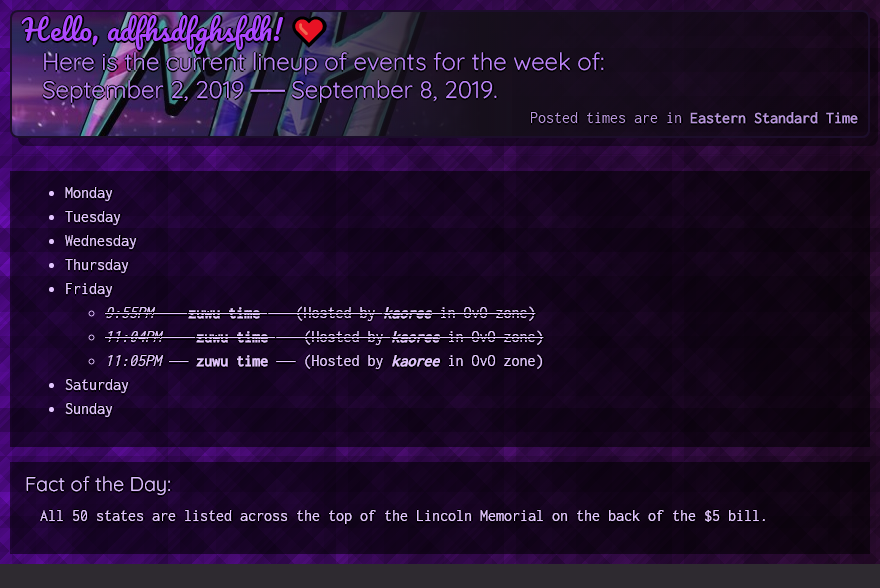 Hello, adfhsdfghsfdh!
Here is the current lineup of events for the week of:
September 2, 2019 —— September 8, 2019.
Posted times are in Eastern Standard Time
Monday
Tuesday
Wednesday
Thursday
Friday
9:55PM —— zuwu time —— (Hosted by kaoree in OvO zone)
11:04PM —— zuwu time —— (Hosted by kaoree in OvO zone)
11:05PM —— zuwu time —— (Hosted by kaoree in OvO zone)
Saturday
Sunday
Fact of the Day:
All 50 states are listed across the top of the Lincoln Memorial on the back of the $5 bill.